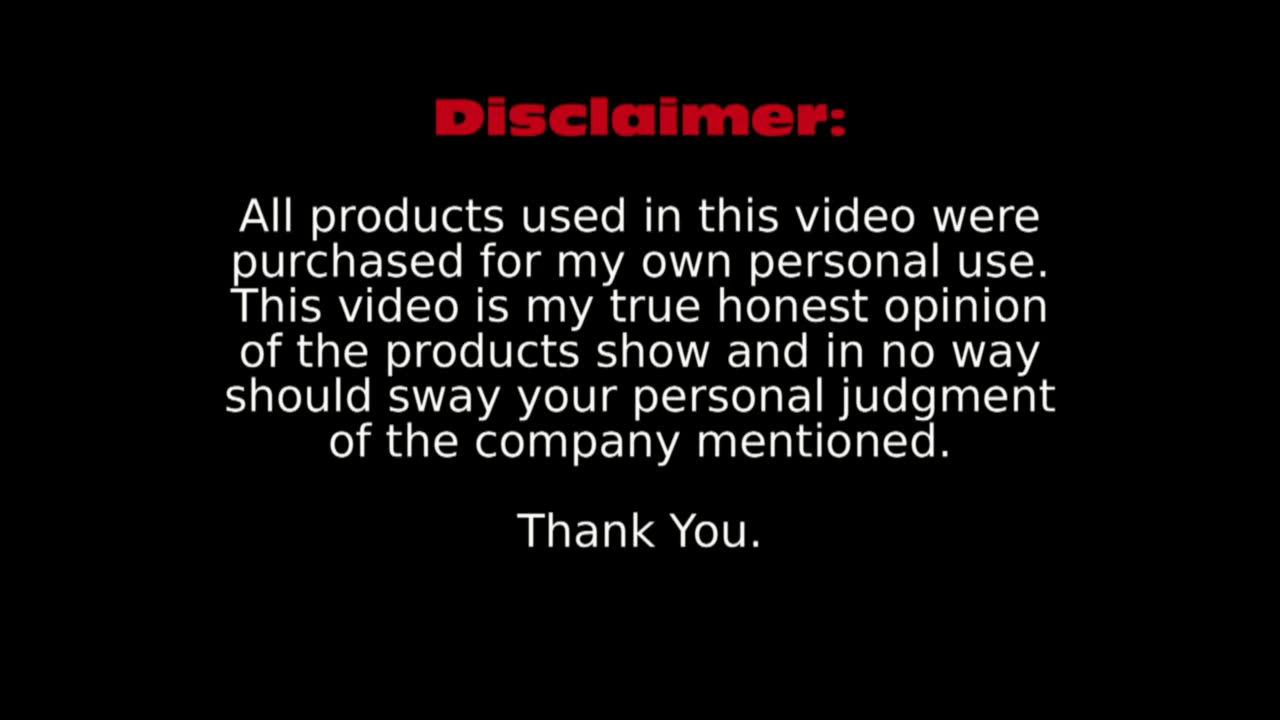 Disclaimer:
All products used in this video were
purchased for my own personal use.
This video is my true honest opinion
of the products show and in no way
should sway your personal judgment
of the company mentioned.
Thank You.